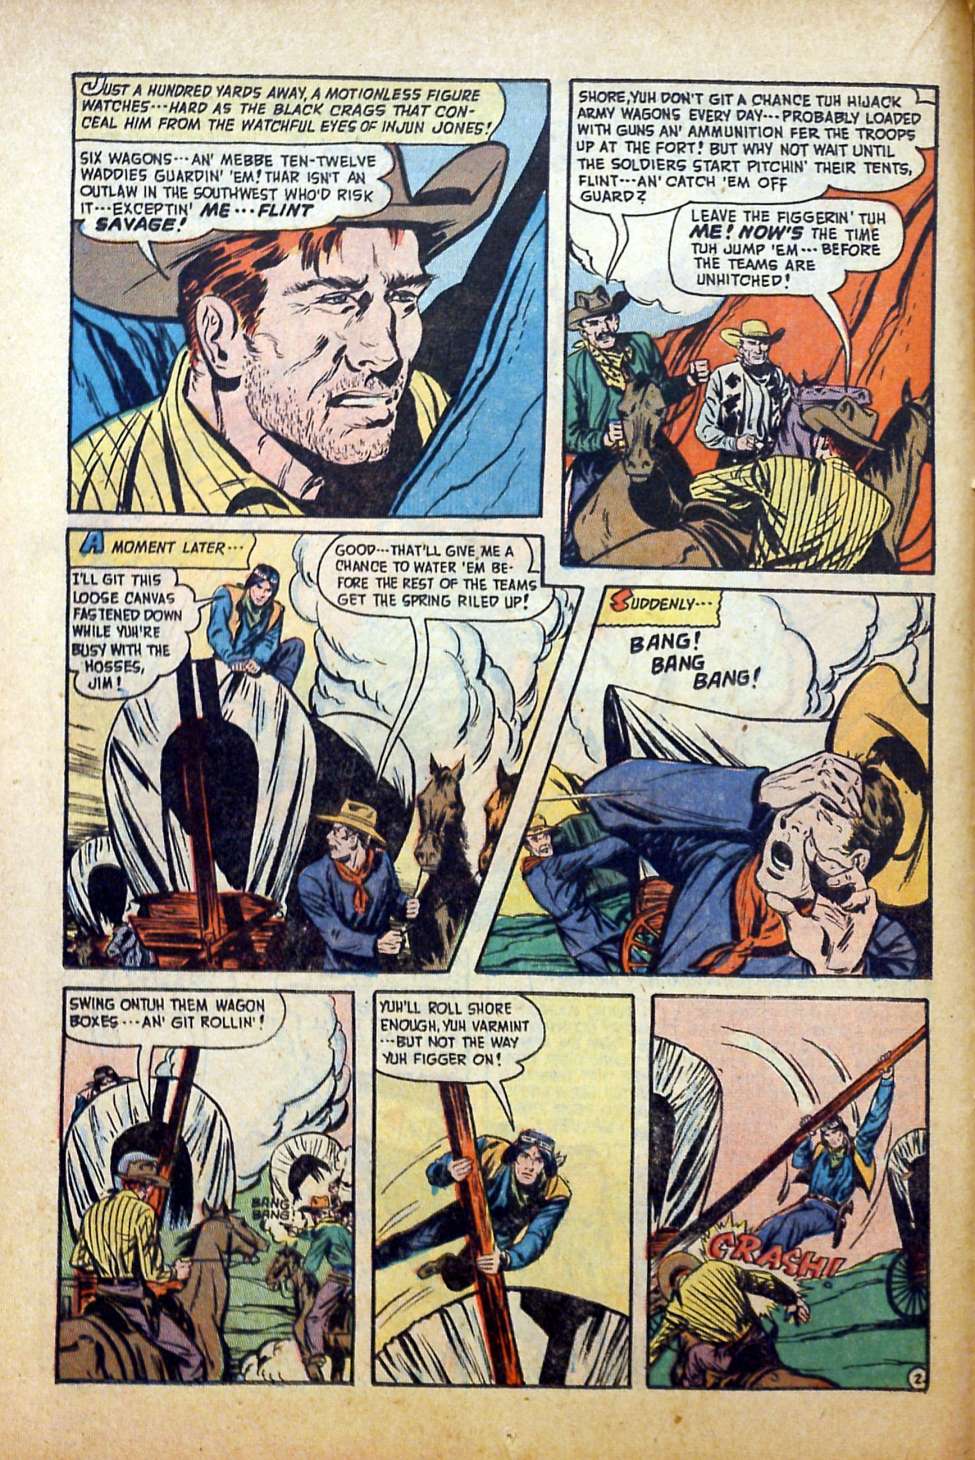 JUST A HUNDRED YARDS AWAY, A MOTIONLESS FIGURE
WATCHES---HARD AS THE BLACK CRAGS THAT CON-
CEAL HIM FROM THE WATCHFUL EYES OF INJUN JONES!
SIX WAGONS---AN' MEBBE TEN-TWELVE
WADDIES GUARDIN' 'EM! THAR ISN'T AN
OUTLAW IN THE SOUTHWEST WHO'D RISK
IT---EXCEPTIN' ME---FLINT
SAVAGE!
SHORE, YUH DON'T GIT A CHANCE TUH HIJACK
ARMY WAGONS EVERY DAY---PROBABLY LOADED
WITH GUNS AN' AMMUNITION FER THE TROOPS
UP AT THE FORT! BUT WHY NOT WAIT UNTIL
THE SOLDIERS START PITCHIN' THEIR TENTS,
FLINT---AN' CATCH 'EM OFF
GUARD?
LEAVE THE FIGGERIN' TUH
ME! NOW'S THE TIME
TUH JUMP 'EM---BEFORE
THE TEAMS ARE
UNHITCHED!
A MOMENT LATER---
I'LL GIT THIS
LOOSE CANVAS
FASTENED DOWN
WHILE YUH'RE
BUSY WITH THE
HOSSES,
JIM!
GOOD---THAT'LL GIVE ME A
CHANCE TO WATER 'EM BE-
FORE THE REST OF THE TEAMS
GET THE SPRING RILED UP!
SUDDENLY---
BANG!
BANG
BANG!
SWING ONTUH THEM WAGON
BOXES---AN' GIT ROLLIN'!
BANG
BANG!
YUH'LL ROLL SHORE
ENOUGH, YUH VARMINT
---BUT NOT THE WAY
YUH FIGGER ON!
CRASH!
2